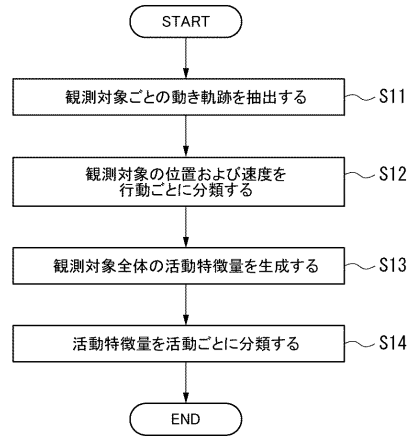 START
観測対象ごとの動き軌跡を抽出する
S11
観測対象の位置および速度を
行動ごとに分類する
S12
観測対象全体の活動特徴量を生成する
S13
活動特徴量を活動ごとに分類する
S14
END